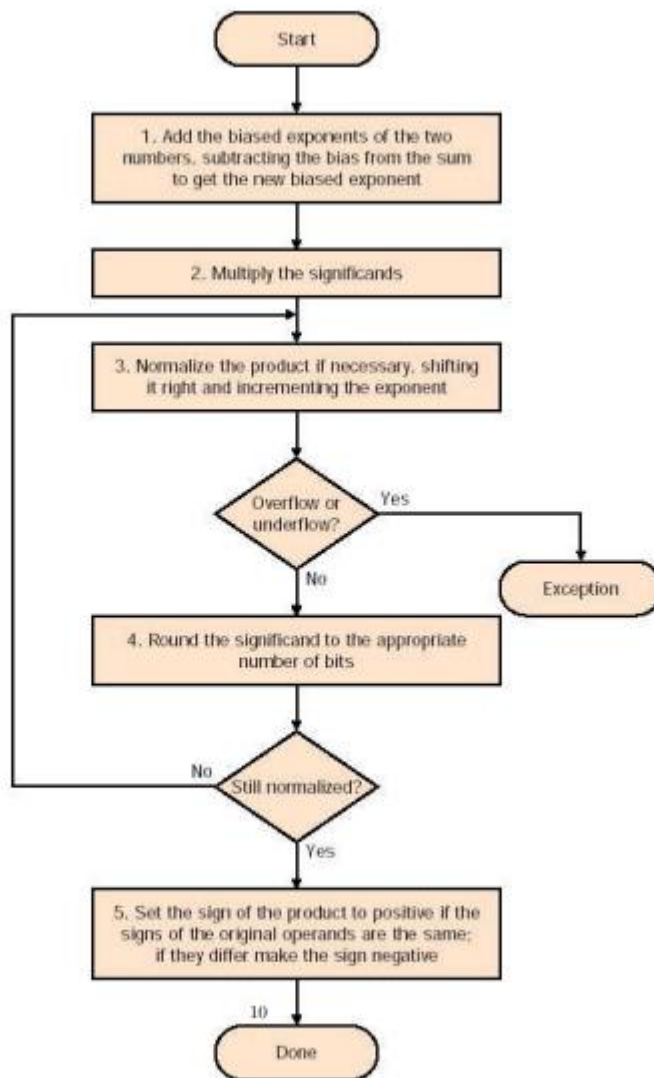 Start
1. Add the biased exponents of the two
numbers, subtracting the bias from the sum
to get the new biased exponent
2. Multiply the significands
3. Normalize the product if necessary, shifting
it right and incrementing the exponent
Overflow or
underflow?
Yes
No
Exception
4. Round the significand to the appropriate
number of bits
No
Still normalized?
Yes
5. Set the sign of the product to positive if the
signs of the original operands are the same;
if they differ make the sign negative
10
Done